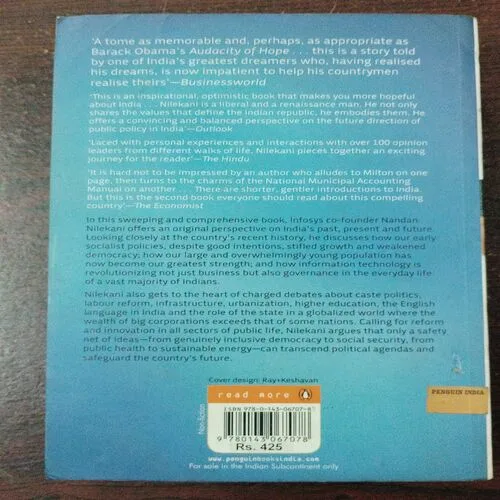 ‘A tome as memorable and, perhaps, as appropriate as
Barack Obama's Audacity of Hope . . . this is a story told
by one of India's greatest dreamers who, having realised
his dreams, is now impatient to help his countrymen
realise theirs’—Businessworld
‘This is an inspirational, optimistic book that makes you more hopeful
about India . . . Nilekani is a liberal and a renaissance man. He not only
shares the values that define the Indian republic, he embodies them. He
offers a convincing and balanced perspective on the future direction of
public policy in India’—Outlook
‘Laced with personal experiences and interactions with over 100 opinion
leaders from different walks of life, Nilekani pieces together an exciting
journey for the reader’—The Hindu
‘It is hard not to be impressed by an author who alludes to Milton on one
page, then turns to the charms of the National Municipal Accounting
Manual on another . . . There are shorter, gentler introductions to India.
But this is the second book everyone should read about this compelling
country’—The Economist
In this sweeping and comprehensive book, Infosys co-founder Nandan
Nilekani offers an original perspective on India's past, present and future.
Looking closely at the country's recent history, he discusses how our early
socialist policies, despite good intentions, stifled growth and weakened
democracy; how our large and overwhelmingly young population has
now become our greatest strength; and how information technology is
revolutionizing not just business but also governance in the everyday life
of a vast majority of Indians.
Nilekani also gets to the heart of charged debates about caste politics,
labour reform, infrastructure, urbanization, higher education, the English
language in India and the role of the state in a globalized world where the
wealth of big corporations exceeds that of some nations. Calling for reform
and innovation in all sectors of public life, Nilekani argues that only a safety
net of ideas—from genuinely inclusive democracy to social security, from
public health to sustainable energy—can transcend political agendas and
safeguard the country's future.
Cover design: Ray+Keshavan
read more
PENGUIN INDIA
Non-fiction
ISBN 978-0-143-06707-8
9 780143 067078
Rs. 425
www.penguinbooksindia.com
For sale in the Indian Subcontinent only